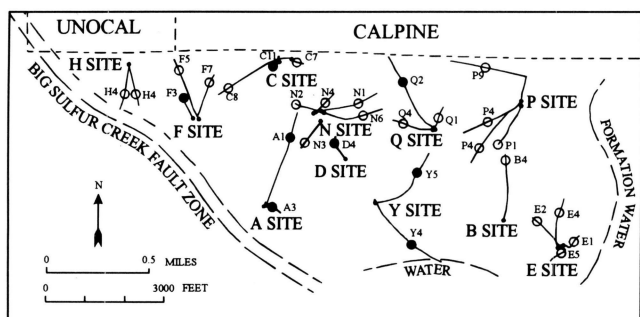 UNOCAL
CALPINE
H SITE
F5
C11
C7
P9
F7
C SITE
Q2
H4
H4
F3
C8
N2
N4
N1
P SITE
F SITE
N SITE
N6
Q4
Q1
P4
BIG SULFUR CREEK FAULT ZONE
A1
N3
D4
Q SITE
P4
P1
B4
FORMATION WATER
D SITE
Y5
N
A3
A SITE
Y SITE
E2
E4
B SITE
Y4
E1
E5
E SITE
WATER
0
0.5
MILES
0
3000
FEET